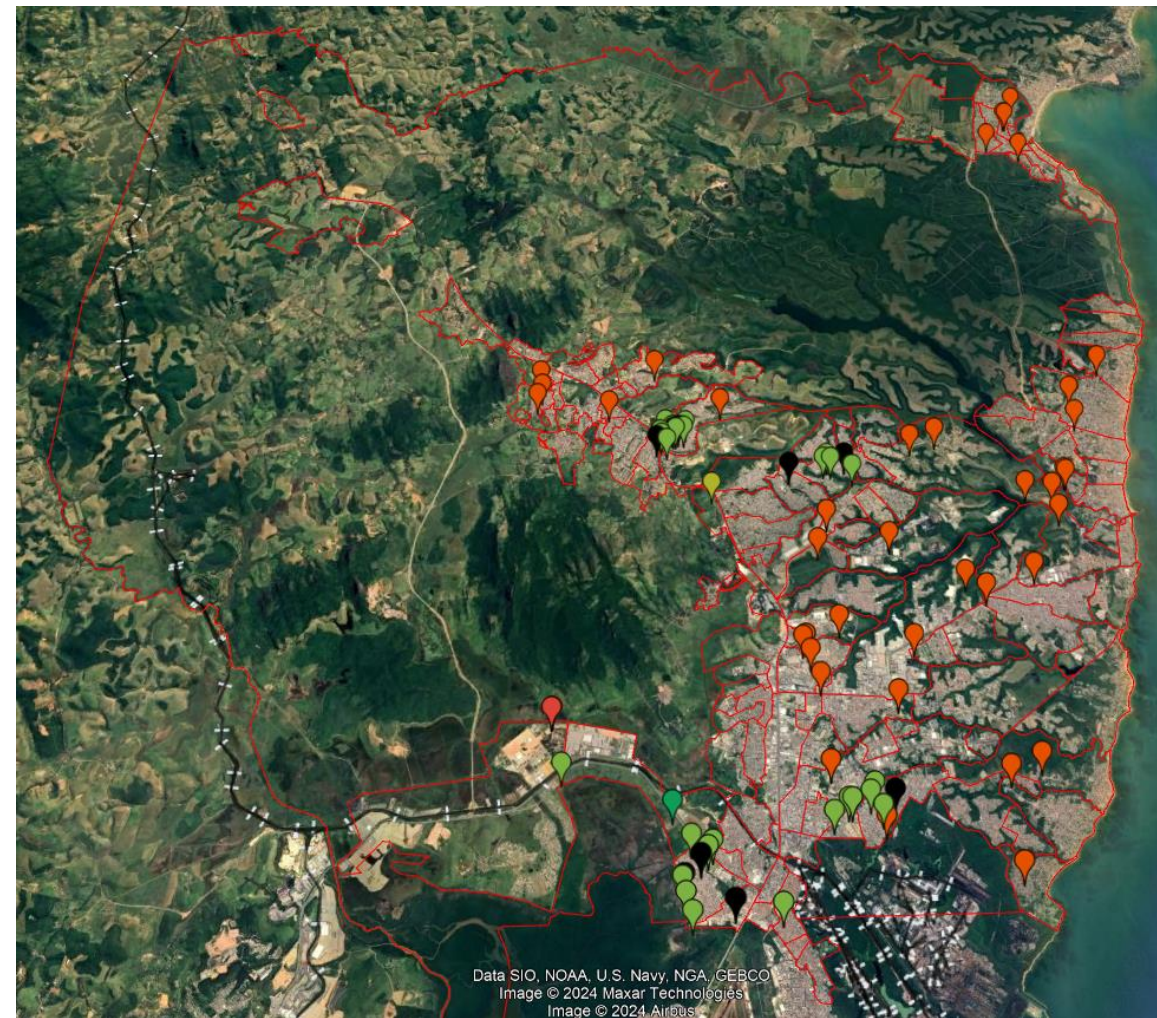 Data SIO, NOAA, U.S. Navy, NGA, GEBCO
Image © 2024 Maxar Technologies
Image © 2024 Airbus